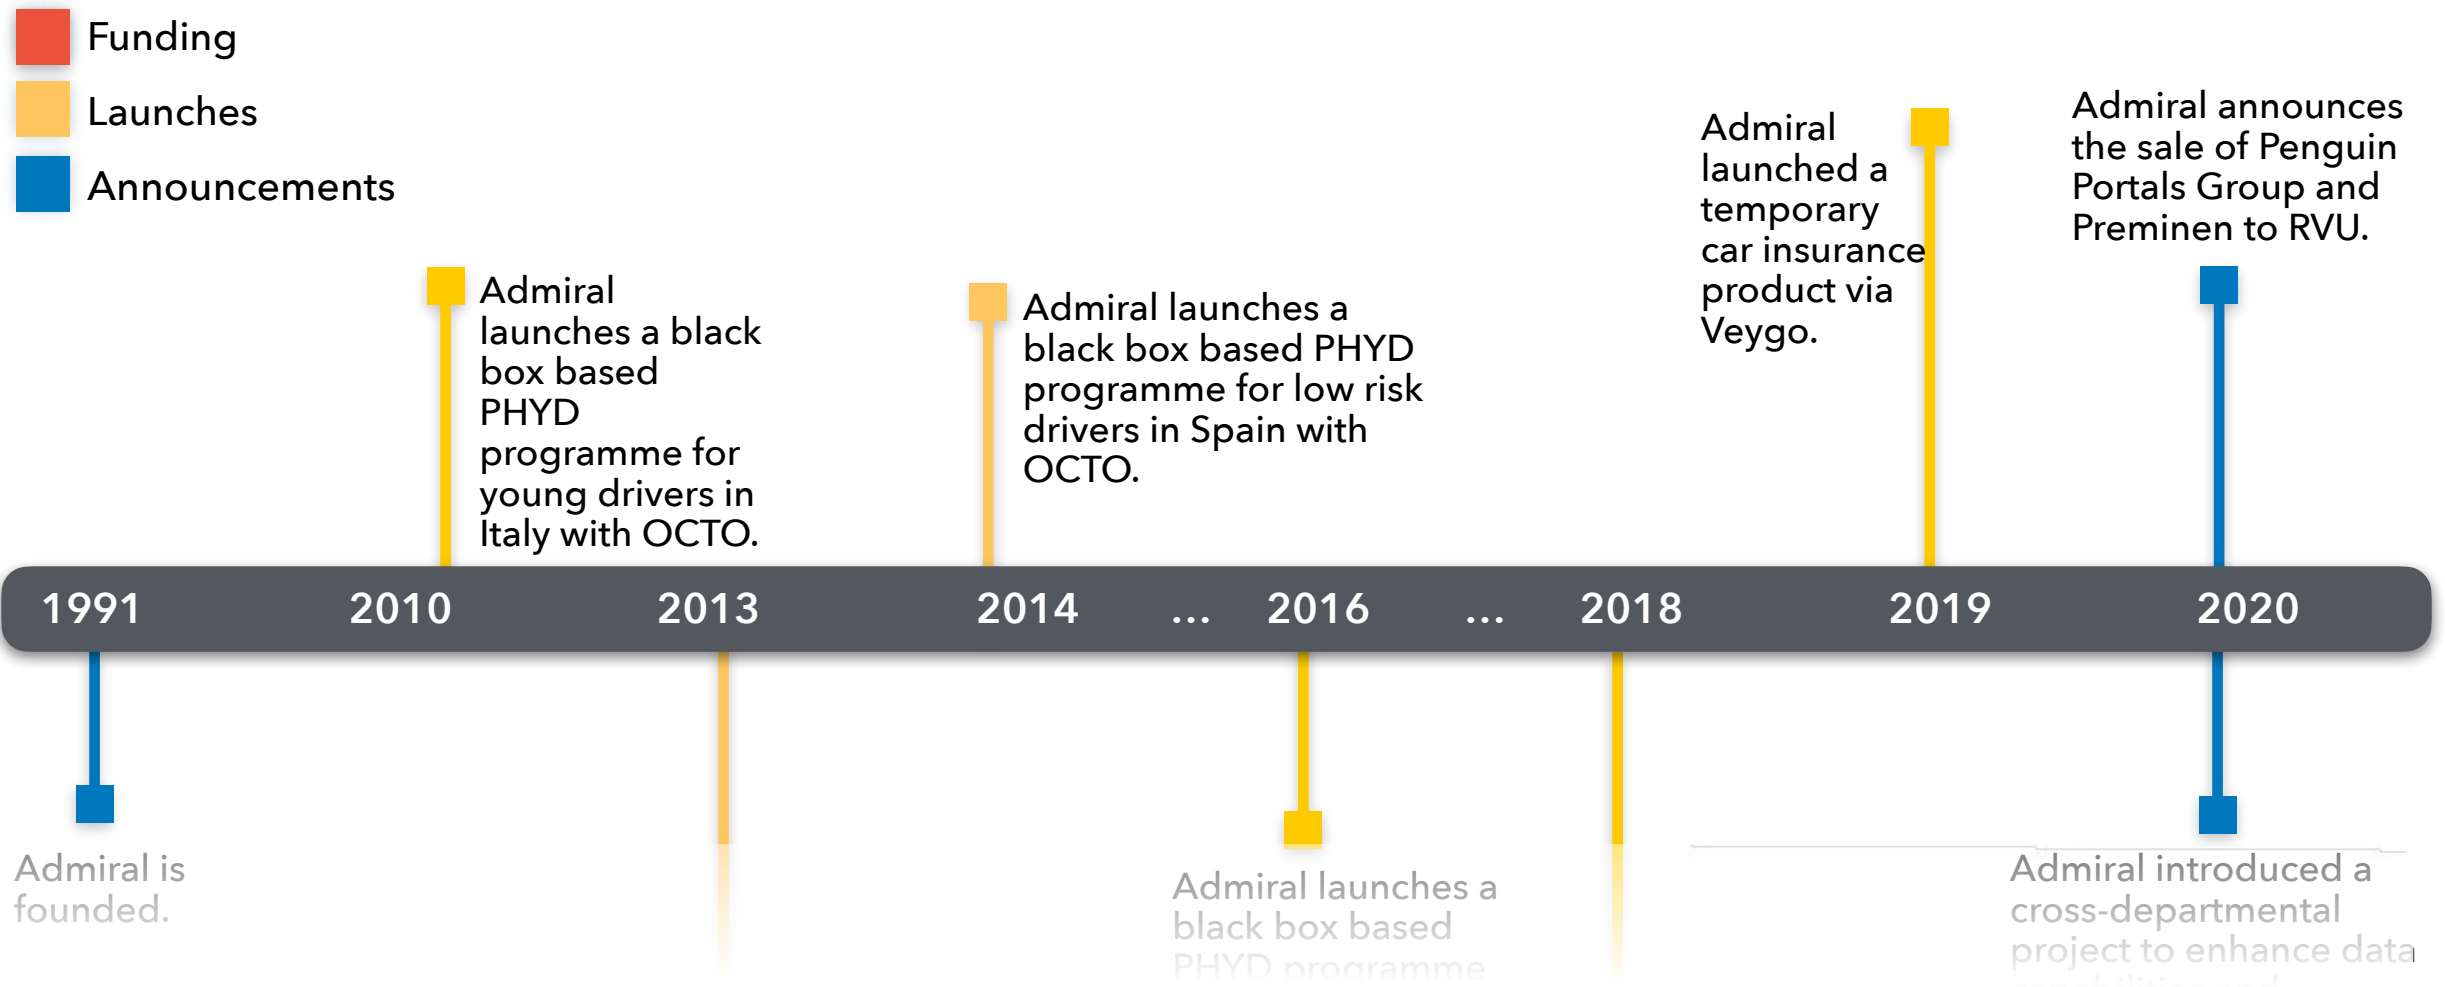 Funding
Launches
Announcements
Admiral
launches a black
box based
PHYD
programme for
young drivers in
Italy with OCTO.
Admiral launches a
black box based PHYD
programme for low risk
drivers in Spain with
OCTO.
Admiral
launched a
temporary
car insurance
product via
Veygo.
Admiral announces
the sale of Penguin
Portals Group and
Preminen to RVU.
1991 2010 2013 2014 ... 2016 ... 2018 2019 2020
Admiral is
founded.
Admiral launches a
black box based
PHYD programme
Admiral introduced a
cross-departmental
project to enhance data